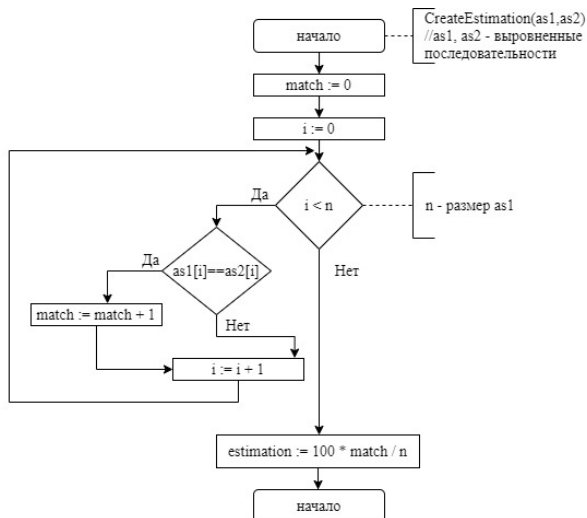 начало
CreateEstimation(as1,as2)
//as1, as2 - выровненные
последовательности
match := 0
i := 0
i < n
n - размер as1
Да
as1[i]==as2[i]
Да
Нет
match := match + 1
Нет
i := i + 1
estimation := 100 * match / n
начало